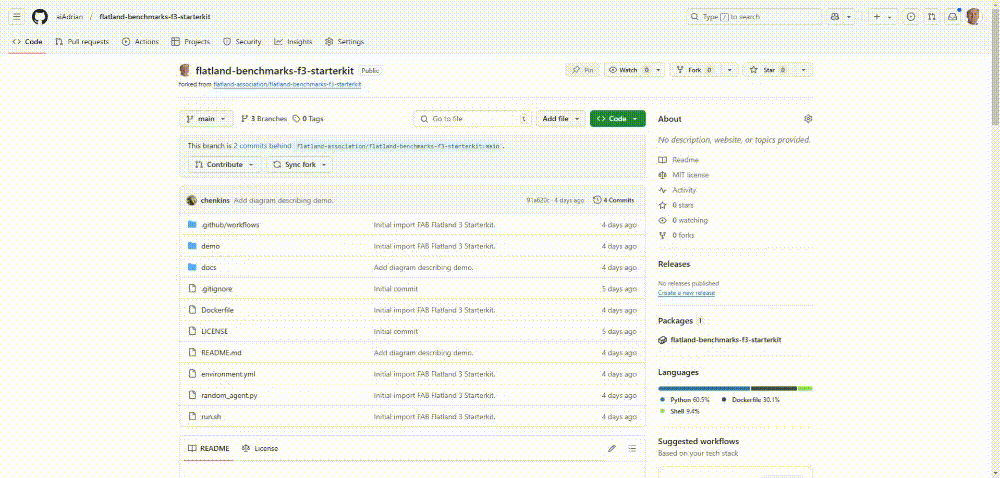 aiAdrian / flatland-benchmarks-f3-starterkit
Type / to search
Code Pull requests Actions Projects Security Insights Settings
flatland-benchmarks-f3-starterkit Public
Pin Watch 0 Fork 0 Star 0
forked from flatland-association/flatland-benchmarks-f3-starterkit
main 3 Branches 0 Tags
Go to file t
Add file
Code
This branch is 2 commits behind flatland-association/flatland-benchmarks-f3-starterkit:main .
Contribute Sync fork
chenkins Add diagram describing demo. 91a620c · 4 days ago 4 Commits
.github/workflows Initial import FAB Flatland 3 Starterkit. 4 days ago
demo Initial import FAB Flatland 3 Starterkit. 4 days ago
docs Add diagram describing demo. 4 days ago
.gitignore Initial commit 5 days ago
Dockerfile Initial import FAB Flatland 3 Starterkit. 4 days ago
LICENSE Initial commit 5 days ago
README.md Add diagram describing demo. 4 days ago
environment.yml Initial import FAB Flatland 3 Starterkit. 4 days ago
random_agent.py Initial import FAB Flatland 3 Starterkit. 4 days ago
run.sh Initial import FAB Flatland 3 Starterkit. 4 days ago
README License
About
No description, website, or topics provided.
Readme
MIT license
Activity
0 stars
0 watching
0 forks
Releases
No releases published
Create a new release
Packages 1
flatland-benchmarks-f3-starterkit
Languages
Python 60.5% Dockerfile 30.1%
Shell 9.4%
Suggested workflows
Based on your tech stack